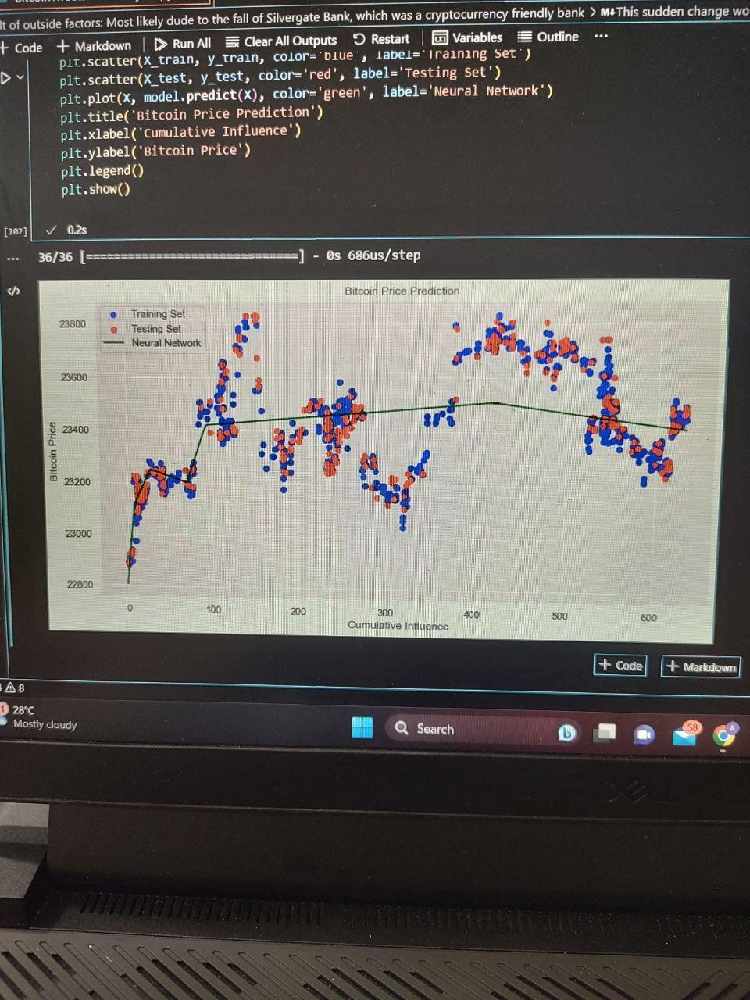 lt of outside factors: Most likely dude to the fall of Silvergate Bank, which was a cryptocurrency friendly bank > M↓This sudden change wo
+ Code + Markdown Run All Clear All Outputs Restart Variables Outline ...
plt.scatter(X_train, y_train, color='blue', label='Training Set')
plt.scatter(X_test, y_test, color='red', label='Testing Set')
plt.plot(X, model.predict(X), color='green', label='Neural Network')
plt.title('Bitcoin Price Prediction')
plt.xlabel('Cumulative Influence')
plt.ylabel('Bitcoin Price')
plt.legend()
plt.show()
[102] ✓ 0.2s
... 36/36 [==============================] - 0s 686us/step
Bitcoin Price Prediction
Training Set
Testing Set
Neural Network
23800
23600
23400
23200
23000
22800
Bitcoin Price
0 100 200 300 400 500 600
Cumulative Influence
+ Code + Markdown
8
1 28°C
Mostly cloudy
Search
58
A
DELL